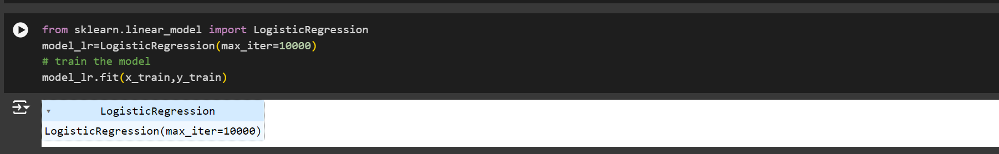 from sklearn.linear_model import LogisticRegression
model_lr=LogisticRegression(max_iter=10000)
# train the model
model_lr.fit(x_train,y_train)
LogisticRegression
LogisticRegression(max_iter=10000)